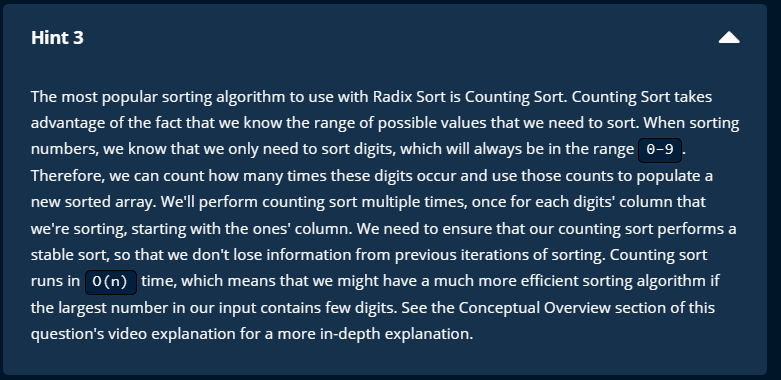 Hint 3
The most popular sorting algorithm to use with Radix Sort is Counting Sort. Counting Sort takes
advantage of the fact that we know the range of possible values that we need to sort. When sorting
numbers, we know that we only need to sort digits, which will always be in the range 0-9 .
Therefore, we can count how many times these digits occur and use those counts to populate a
new sorted array. We'll perform counting sort multiple times, once for each digits' column that
we're sorting, starting with the ones' column. We need to ensure that our counting sort performs a
stable sort, so that we don't lose information from previous iterations of sorting. Counting sort
runs in O(n) time, which means that we might have a much more efficient sorting algorithm if
the largest number in our input contains few digits. See the Conceptual Overview section of this
question's video explanation for a more in-depth explanation.